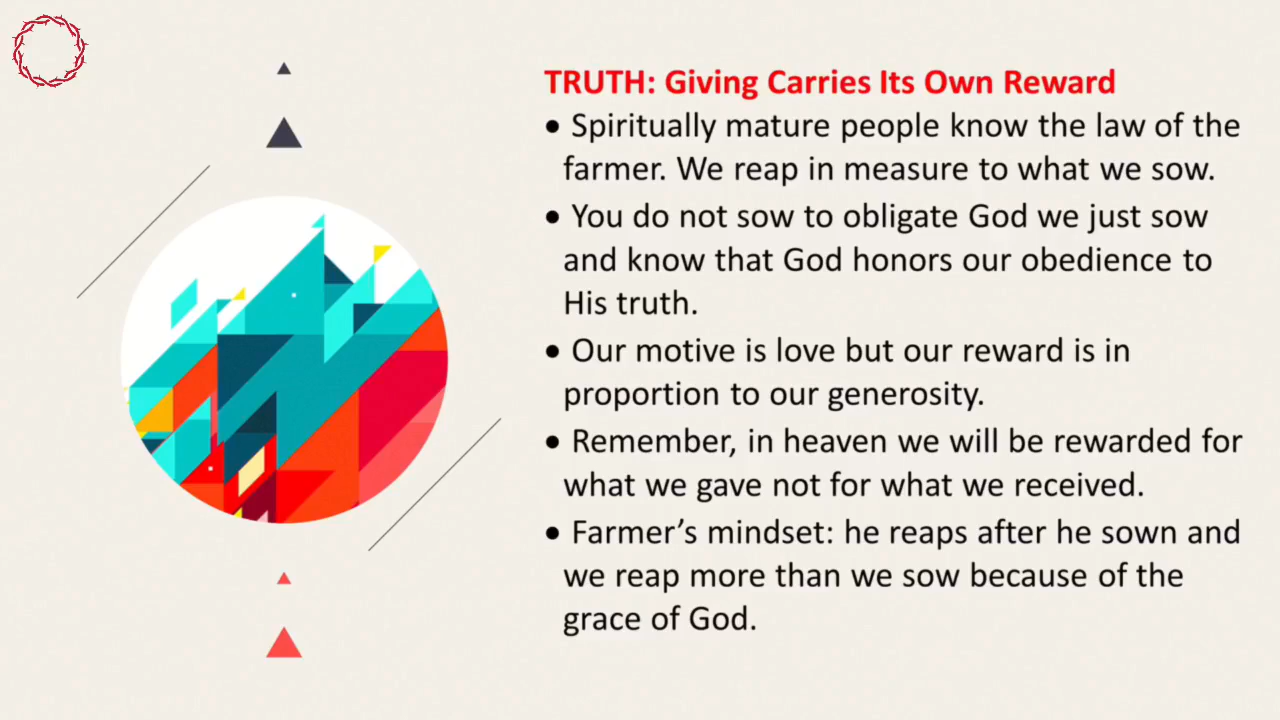 TRUTH: Giving Carries Its Own Reward
• Spiritually mature people know the law of the
farmer. We reap in measure to what we sow.
• You do not sow to obligate God we just sow
and know that God honors our obedience to
His truth.
• Our motive is love but our reward is in
proportion to our generosity.
• Remember, in heaven we will be rewarded for
what we gave not for what we received.
• Farmer’s mindset: he reaps after he sown and
we reap more than we sow because of the
grace of God.